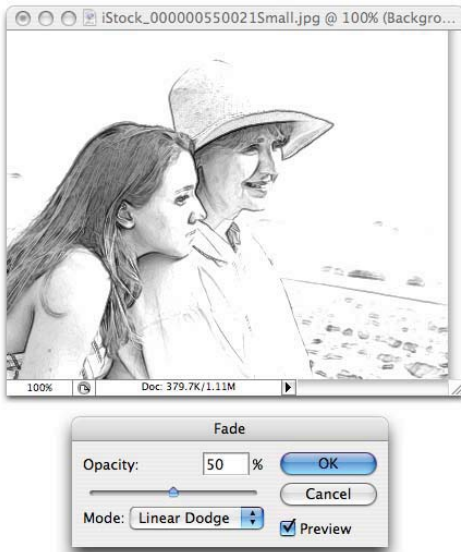 iStock_000000550021Small.jpg @ 100% (Backgro...
100% Doc: 379.7K/1.11M
Fade
Opacity: 50 % OK
Cancel
Mode: Linear Dodge Preview